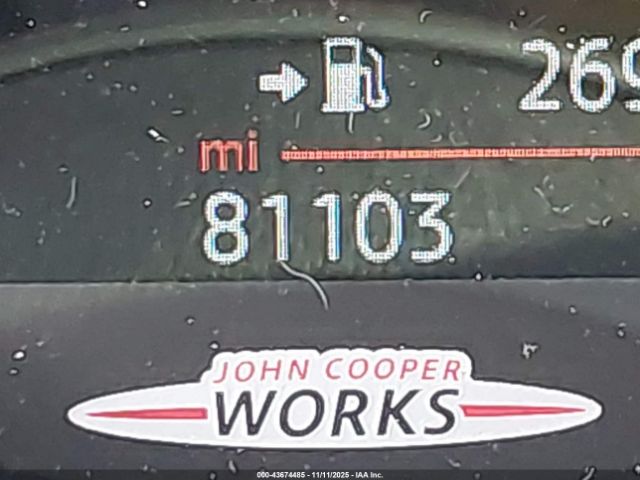 269
mi
81103
JOHN COOPER
WORKS
000-43674485 - 11/11/2025 - IAA Inc.